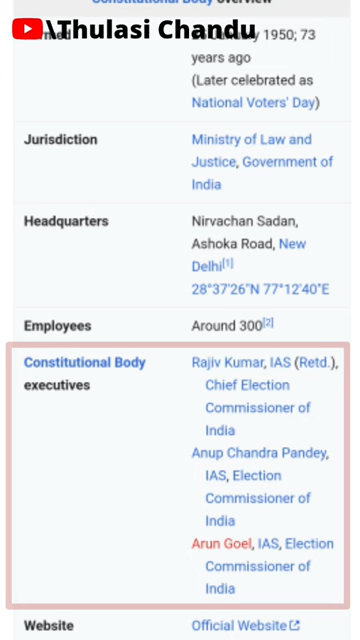 Constitutional Body overview
\Thulasi Chandu
1950; 73
years ago
(Later celebrated as
National Voters' Day)
Jurisdiction
Ministry of Law and
Justice, Government of
India
Headquarters
Nirvachan Sadan,
Ashoka Road, New
Delhi[1]
28°37'26"N 77°12'40"E
Employees
Around 300[2]
Constitutional Body
executives
Rajiv Kumar, IAS (Retd.),
Chief Election
Commissioner of
India
Anup Chandra Pandey,
IAS, Election
Commissioner of
India
Arun Goel, IAS, Election
Commissioner of
India
Website
Official Website